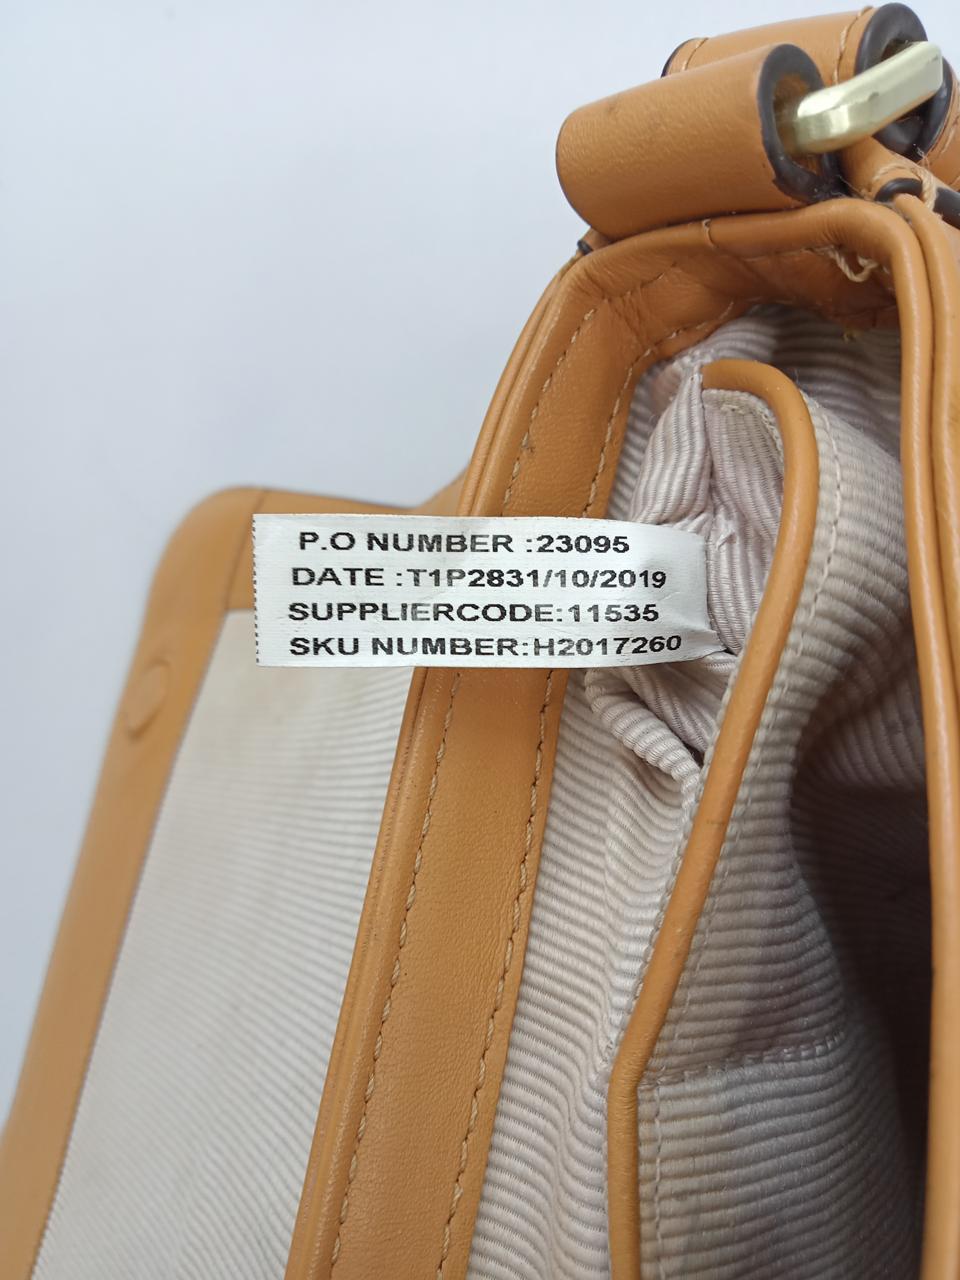 P.O NUMBER :23095
DATE :T1P2831/10/2019
SUPPLIERCODE:11535
SKU NUMBER:H2017260